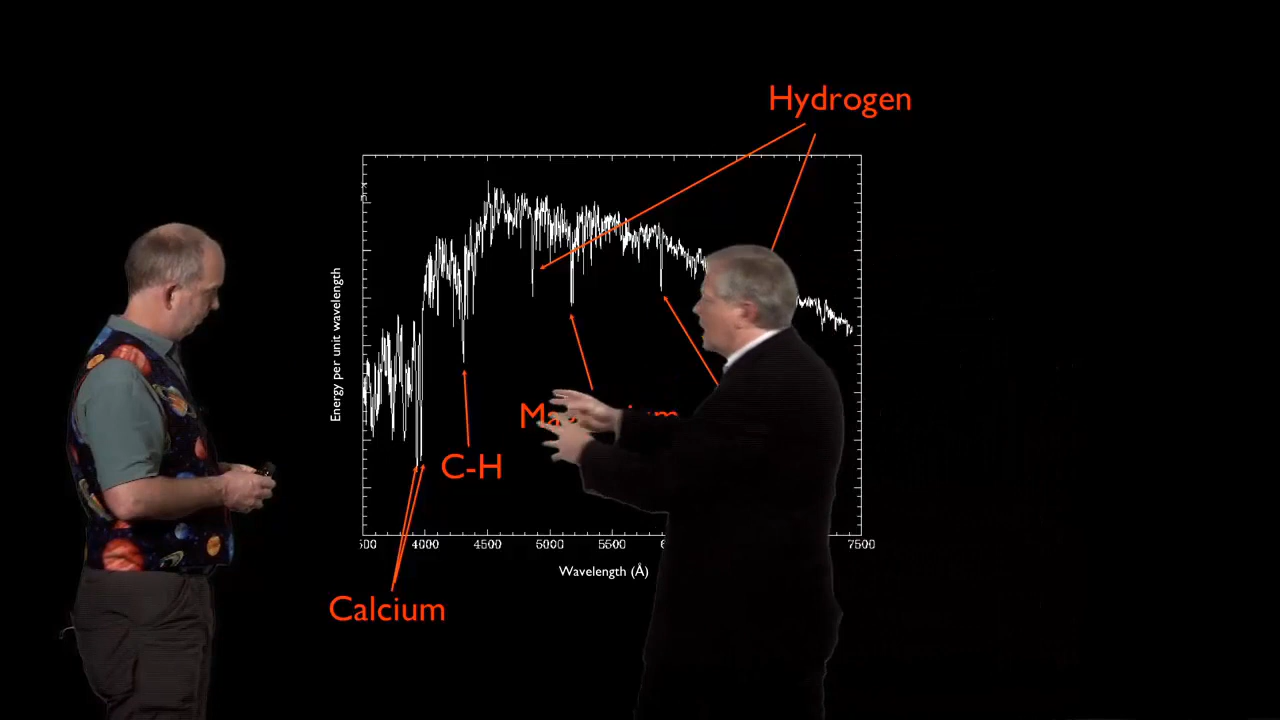 Hydrogen
Energy per unit wavelength
C-H
4000 4500 5000 5500 7500
Wavelength (Å)
Calcium